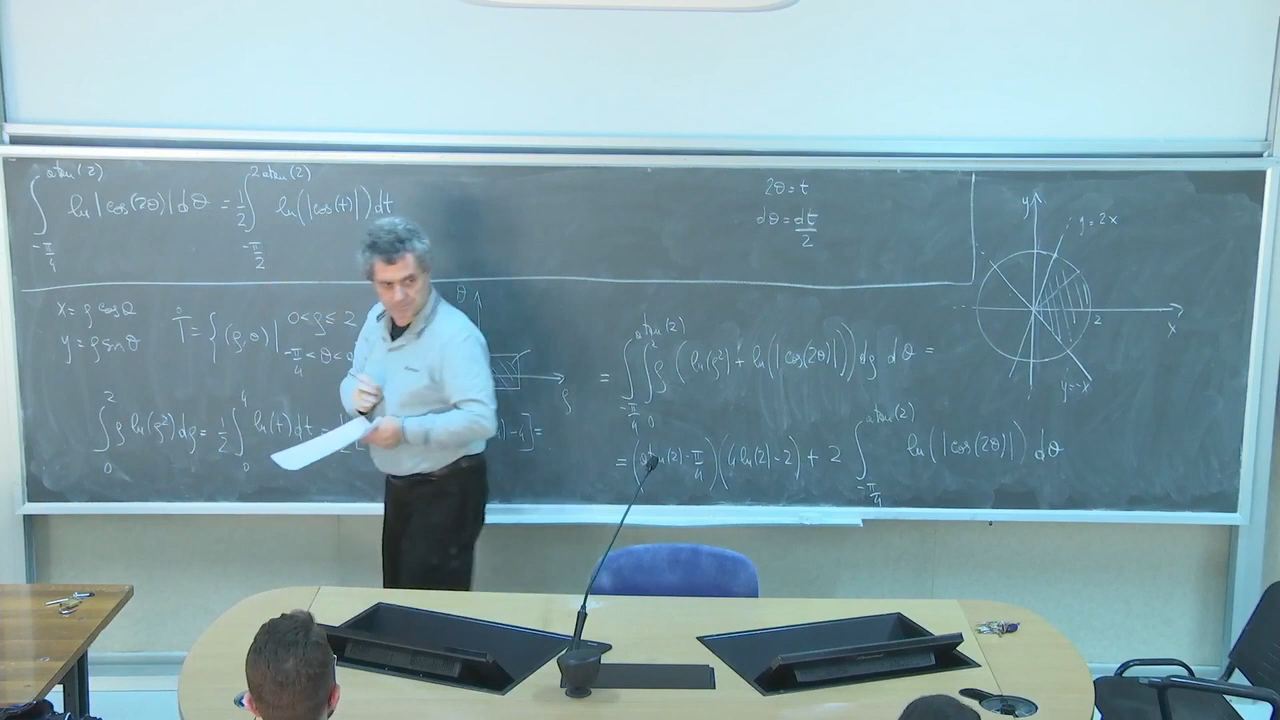 ∫_{-π/4}^{atan(2)} ln|cos(2θ)|dθ = 1/2 ∫_{-π/2}^{2atan(2)} ln(|cos(t)|)dt
2θ=t
dθ=dt/2
x=ρcosθ
y=ρsinθ
T̊={(ρ,θ)| 0<ρ≤2
-π/4<θ<
θ
ρ
∫_0^2 ρ ln(ρ²)dρ = 1/2 ∫_0^4 ln(t)dt =
-4]=
= ∫_{-π/4}^{atan(2)} ∫_0^2 ρ (ln(ρ²)+ln(|cos(2θ)|))dρ dθ =
= (atan(2)-π/4)(4ln(2)-2)+2 ∫_{-π/4}^{atan(2)} ln(|cos(2θ)|)dθ
y
y=2x
2
x
y=-x